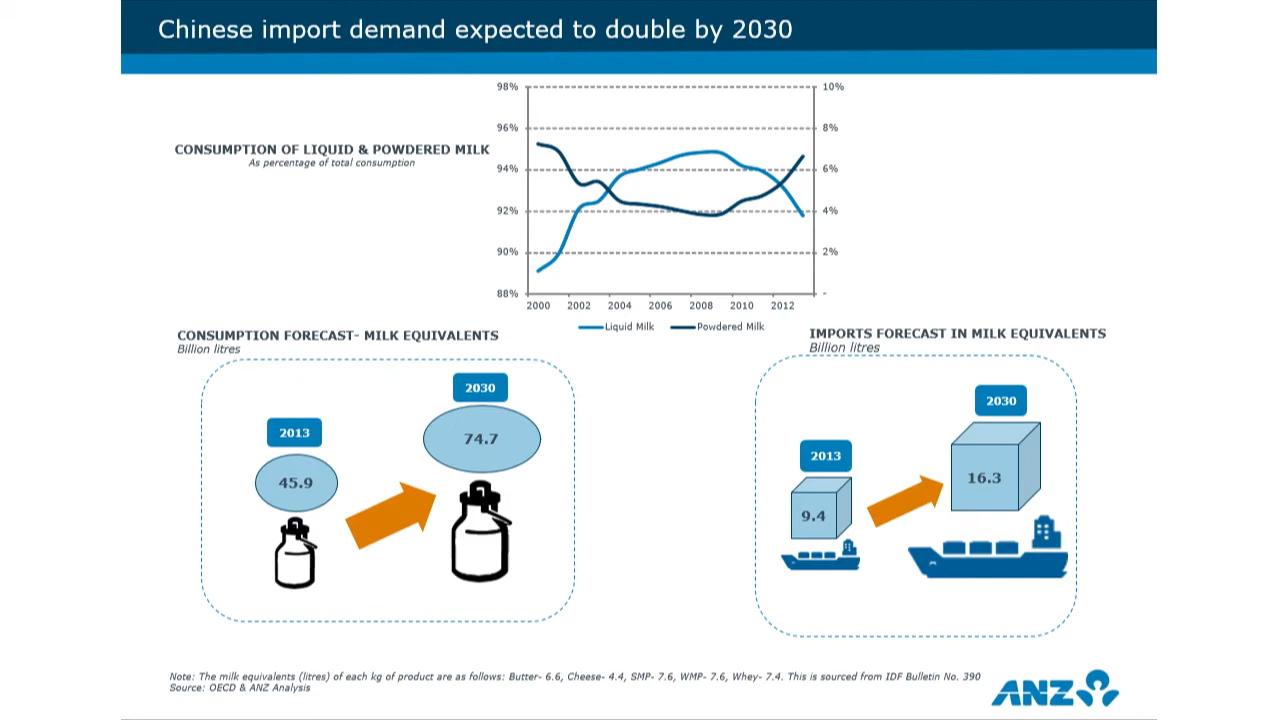 Chinese import demand expected to double by 2030
CONSUMPTION OF LIQUID & POWDERED MILK
As percentage of total consumption
98%
96%
94%
92%
90%
88%
10%
8%
6%
4%
2%
-
2000 2002 2004 2006 2008 2010 2012
Liquid Milk Powdered Milk
CONSUMPTION FORECAST- MILK EQUIVALENTS
Billion litres
2013
45.9
2030
74.7
IMPORTS FORECAST IN MILK EQUIVALENTS
Billion litres
2013
9.4
2030
16.3
Note: The milk equivalents (litres) of each kg of product are as follows: Butter- 6.6, Cheese- 4.4, SMP- 7.6, WMP- 7.6, Whey- 7.4. This is sourced from IDF Bulletin No. 390
Source: OECD & ANZ Analysis
ANZ